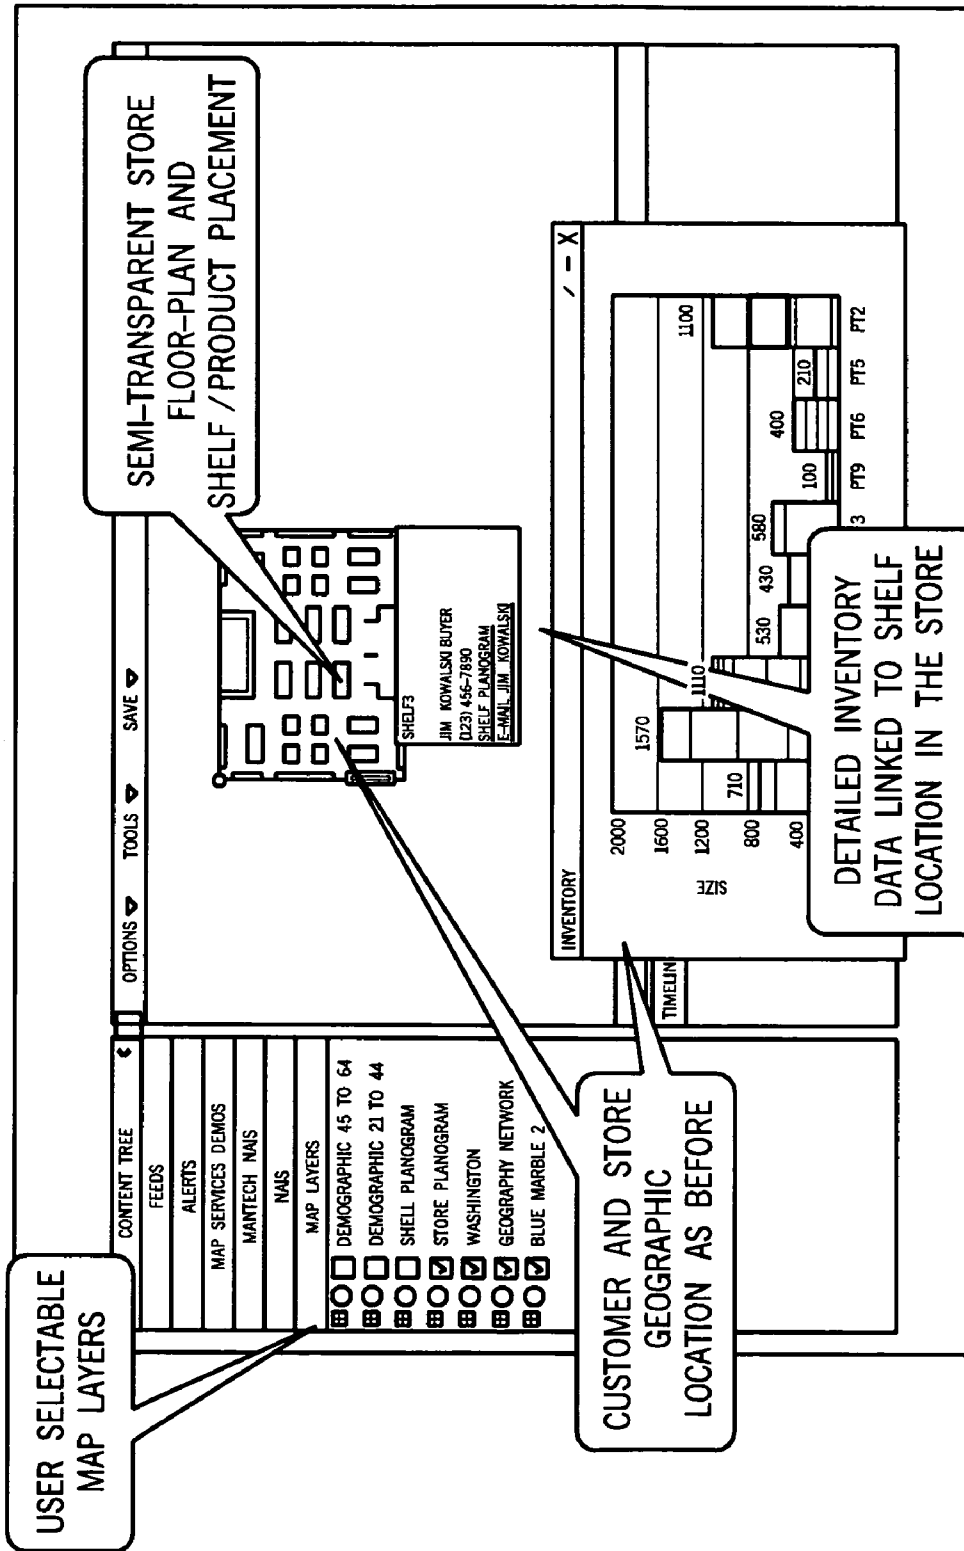 USER SELECTABLE
MAP LAYERS
SEMI-TRANSPARENT STORE
FLOOR-PLAN AND
SHELF / PRODUCT PLACEMENT
CONTENT TREE
OPTIONS
TOOLS
SAVE
FEEDS
ALERTS
MAP SERVICES DEMOS
MANTECH NAIS
NAIS
MAP LAYERS
DEMOGRAPHIC 45 TO 64
DEMOGRAPHIC 21 TO 44
SHELL PLANOGRAM
STORE PLANOGRAM
WASHINGTON
GEOGRAPHY NETWORK
BLUE MARBLE 2
SHELF3
JIM KOWALSKI BUYER
(123) 456-7890
SHELF PLANOGRAM
E-MAIL JIM KOWALSKI
CUSTOMER AND STORE
GEOGRAPHIC
LOCATION AS BEFORE
TIMELIN
INVENTORY / - X
SIZE
2000
1600
1200
800
400
710
1570
1110
530
430
580
100
400
210
1100
3
PT9
PT6
PT5
PT2
DETAILED INVENTORY
DATA LINKED TO SHELF
LOCATION IN THE STORE